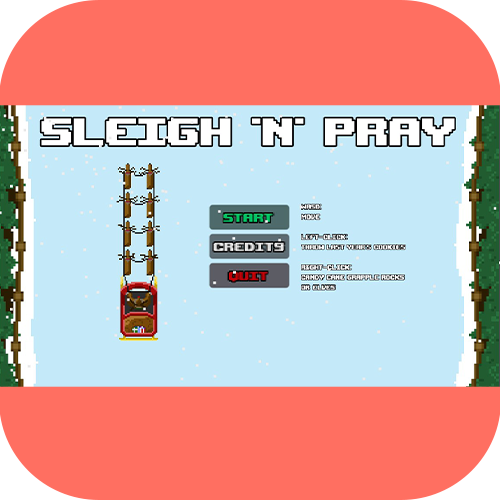 SLEIGH 'N' PRAY
START
CREDITS
QUIT
WASD:
MOVE
LEFT-CLICK:
THROW LAST YEARS COOKIES
RIGHT-CLICK:
CANDY CANE GRAPPLE ROCKS
OR ELVES